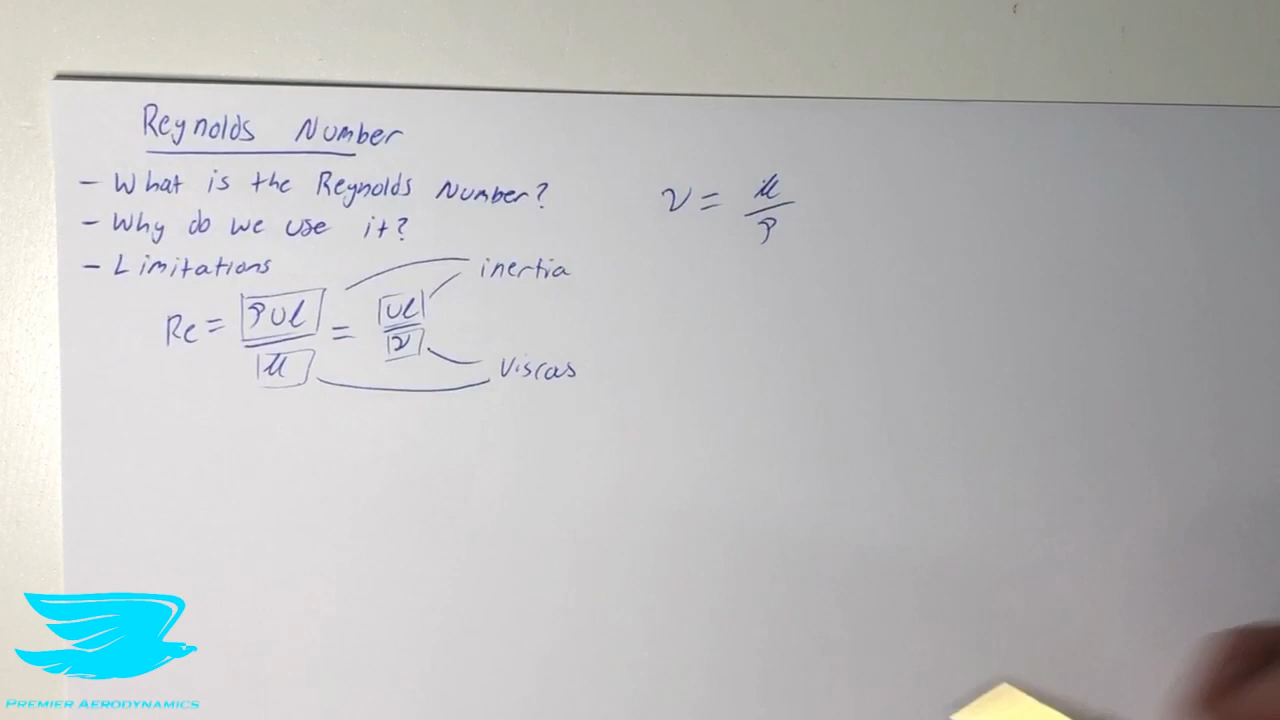 Reynolds Number
- What is the Reynolds Number?
- Why do we use it?
- Limitations
Re = ρUL / μ = UL / ν
inertia
viscas
ν = μ / ρ
PREMIER AERODYNAMICS